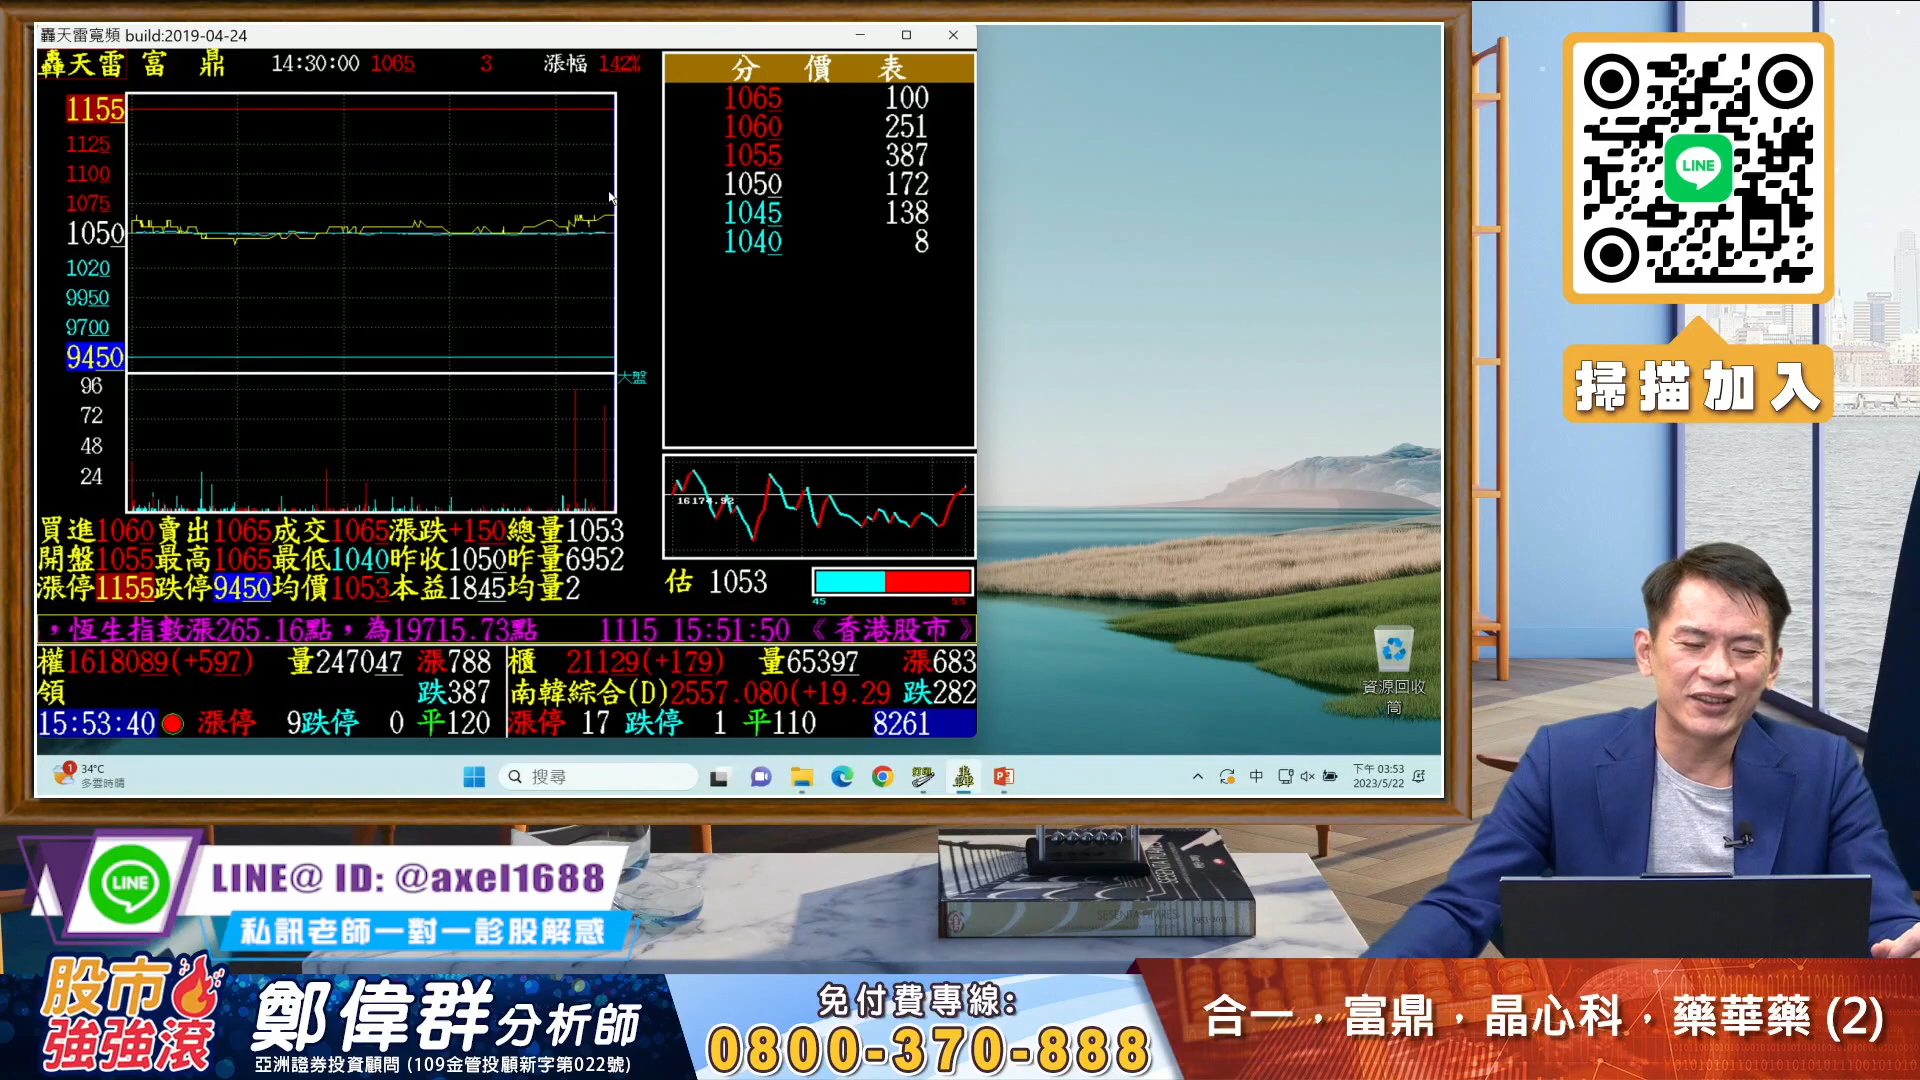 轟天雷寬頻 build:2019-04-24
轟天雷 富 鼎 14:30:00 1065 3 漲幅 142%
分 價 表
1155
1125
1100
1075
1050
1020
9950
9700
9450
96
72
48
24
大盤
1065 100
1060 251
1055 387
1050 172
1045 138
1040 8
16174.92
買進1060賣出1065成交1065漲跌+150總量1053
開盤1055最高1065最低1040昨收1050昨量6952
漲停1155跌停9450均價1053本益1845均量2
估 1053
45 55
，恆生指數漲265.16點，為19715.73點 1115 15:51:50 《香港股市》
權1618089(+597) 量247047 漲788 櫃 21129(+179) 量65397 漲683
領 跌387 南韓綜合(D)2557.080(+19.29 跌282
15:53:40 漲停 9跌停 0 平120 漲停 17 跌停 1 平110 8261
資源回收筒
1
34°C
多雲時晴
搜尋
中
下午 03:53
2023/5/22
LINE
掃描加入
LINE
LINE@ ID: @axel1688
私訊老師一對一診股解惑
SESENTA PILARES
股市強強滾
鄭偉群分析師
亞洲證券投資顧問 (109金管投顧新字第022號)
免付費專線:
0800-370-888
合一，富鼎，晶心科，藥華藥 (2)